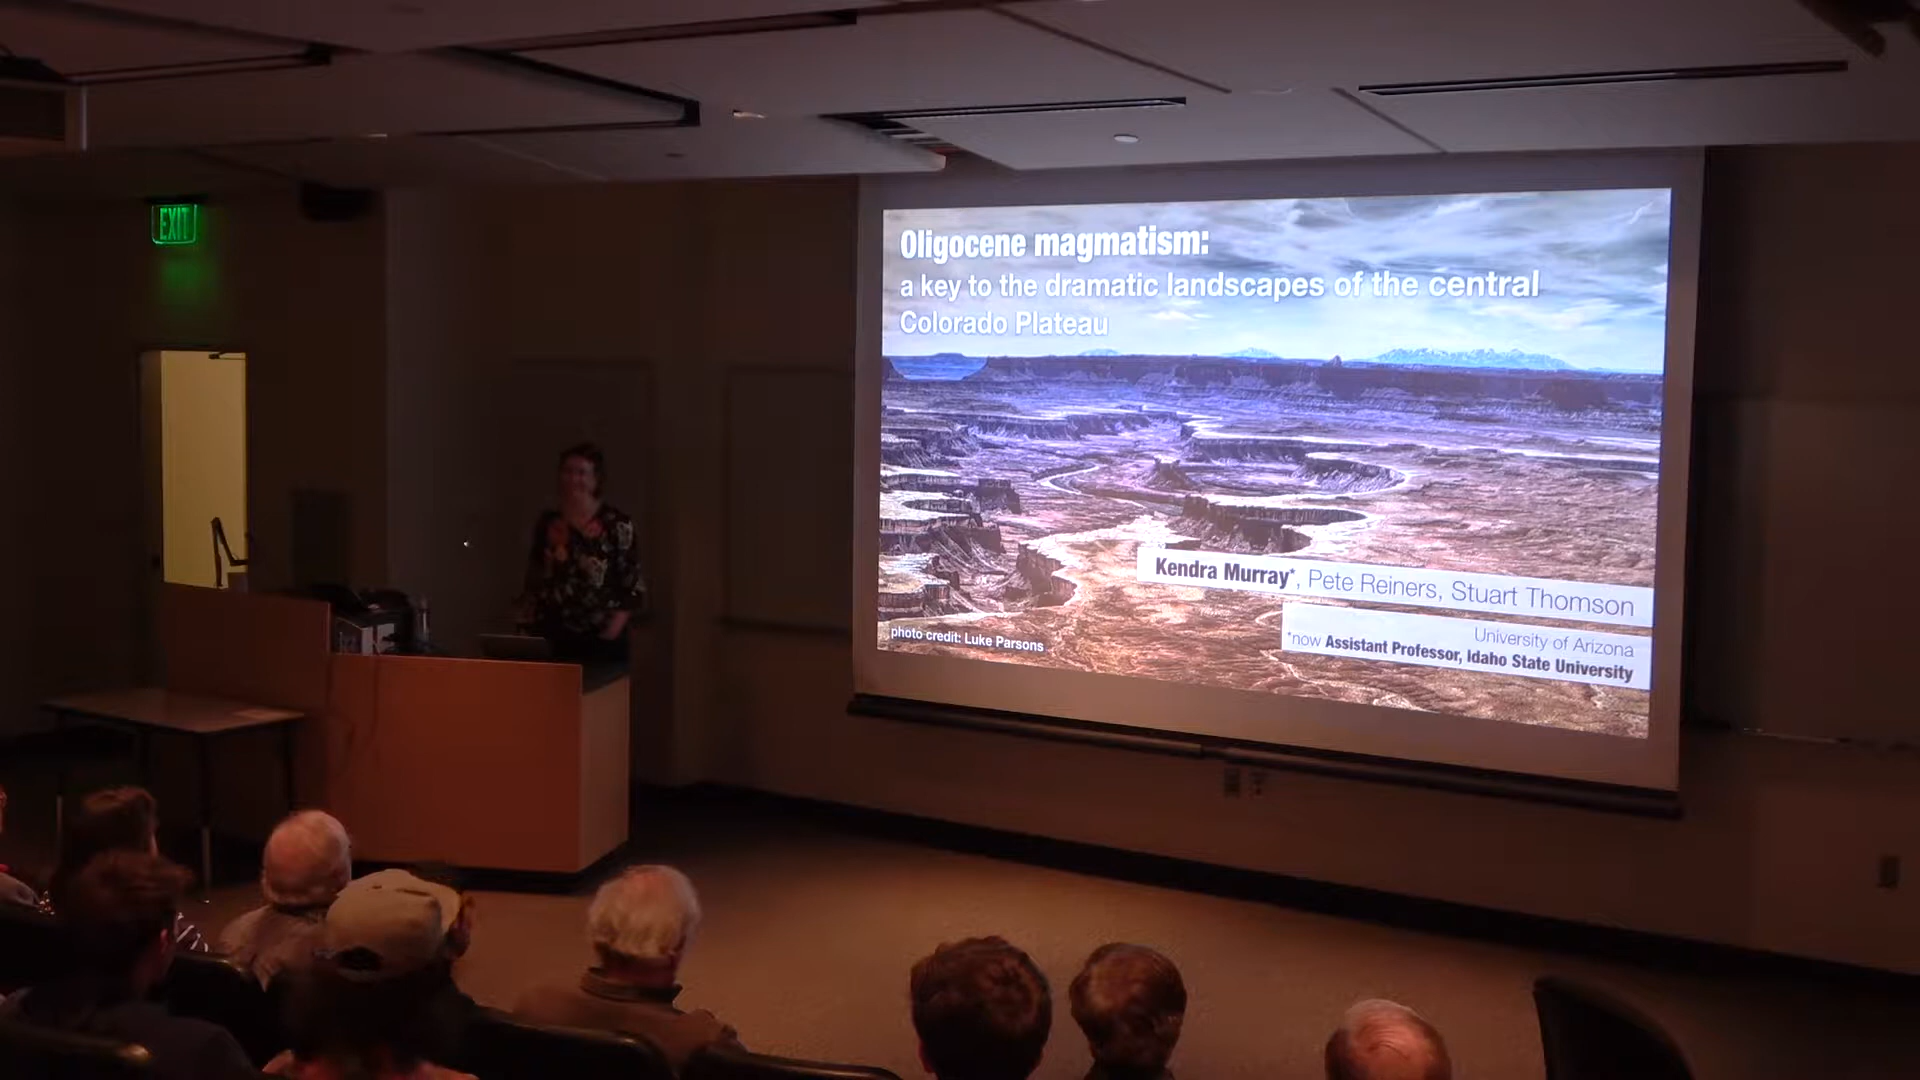 EXIT
Oligocene magmatism:
a key to the dramatic landscapes of the central
Colorado Plateau
Kendra Murray*, Pete Reiners, Stuart Thomson
University of Arizona
*now Assistant Professor, Idaho State University
photo credit: Luke Parsons